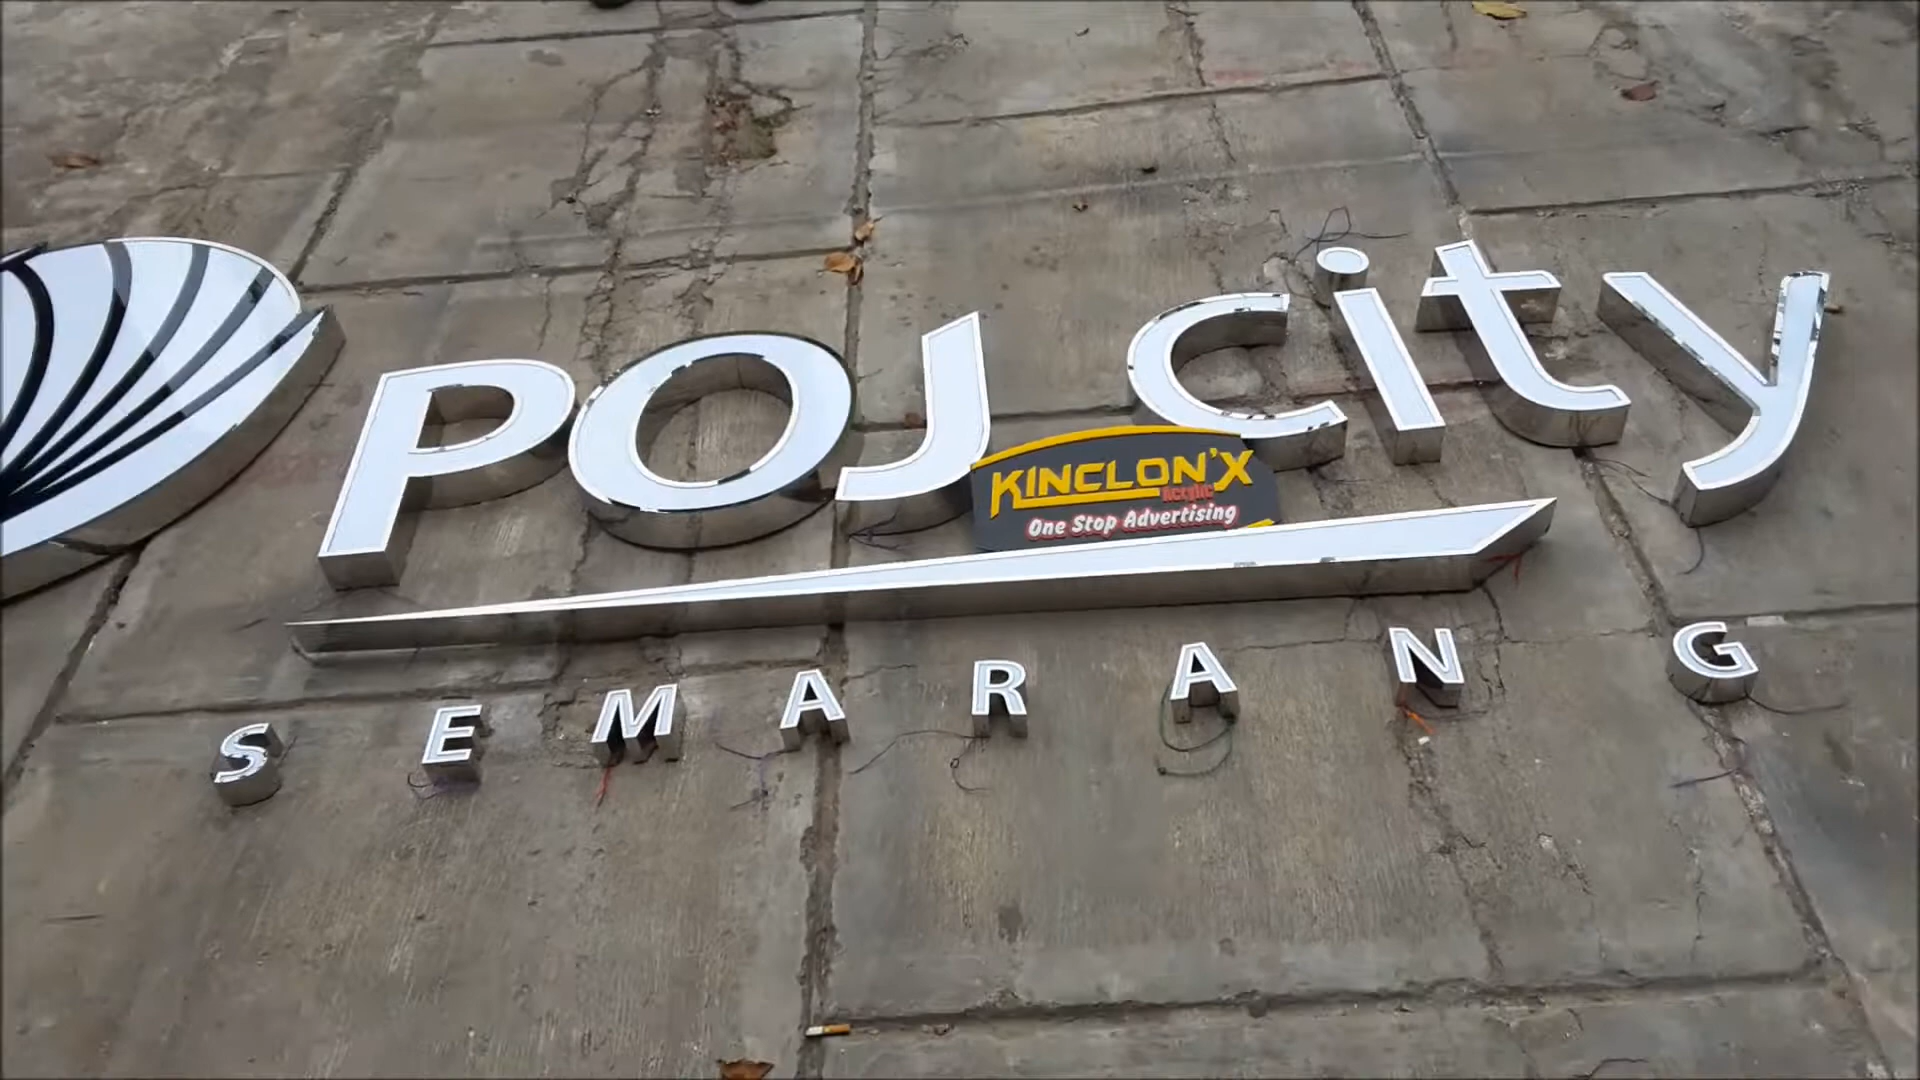 POJ city
KINCLON'X
Acrylic
One Stop Advertising
SEMARANG